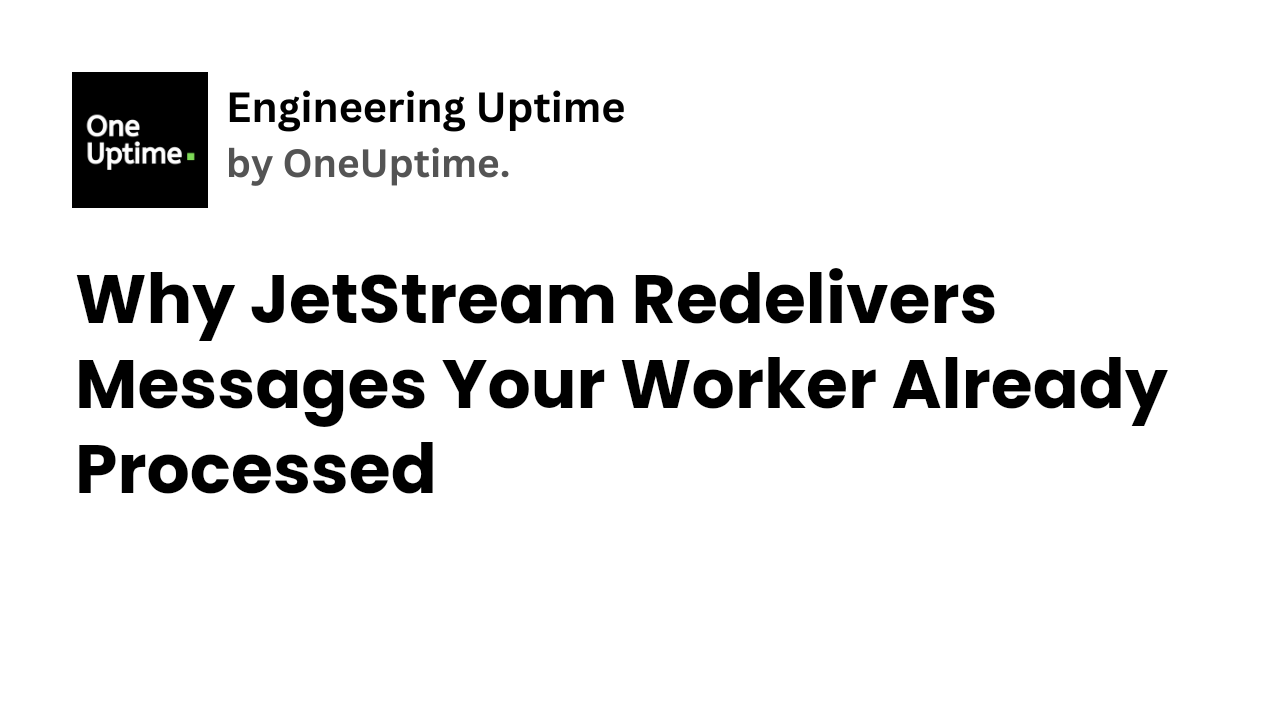 One
Uptime.
Engineering Uptime
by OneUptime.
Why JetStream Redelivers
Messages Your Worker Already
Processed